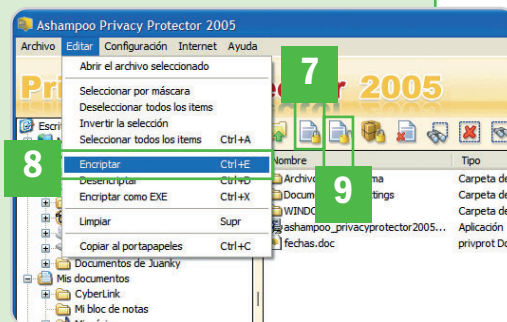 Ashampoo Privacy Protector 2005
Archivo Editar Configuración Internet Ayuda
Abrir el archivo seleccionado
Seleccionar por máscara
Deseleccionar todos los items
Invertir la selección
Seleccionar todos los items Ctrl+A
Encriptar Ctrl+E
Desencriptar Ctrl+D
Encriptar como EXE Ctrl+X
Limpiar Supr
Copiar al portapapeles Ctrl+C
Pri
r 2005
7
8
9
Escri
Documentos de Juanky
Mis documentos
CyberLink
Mi bloc de notas
Nombre Tipo
Archivo ma Carpeta de
Docum tings Carpeta de
WIND Carpeta de
ashampoo_privacyprotector2005... Aplicación
fechas.doc privprot Do